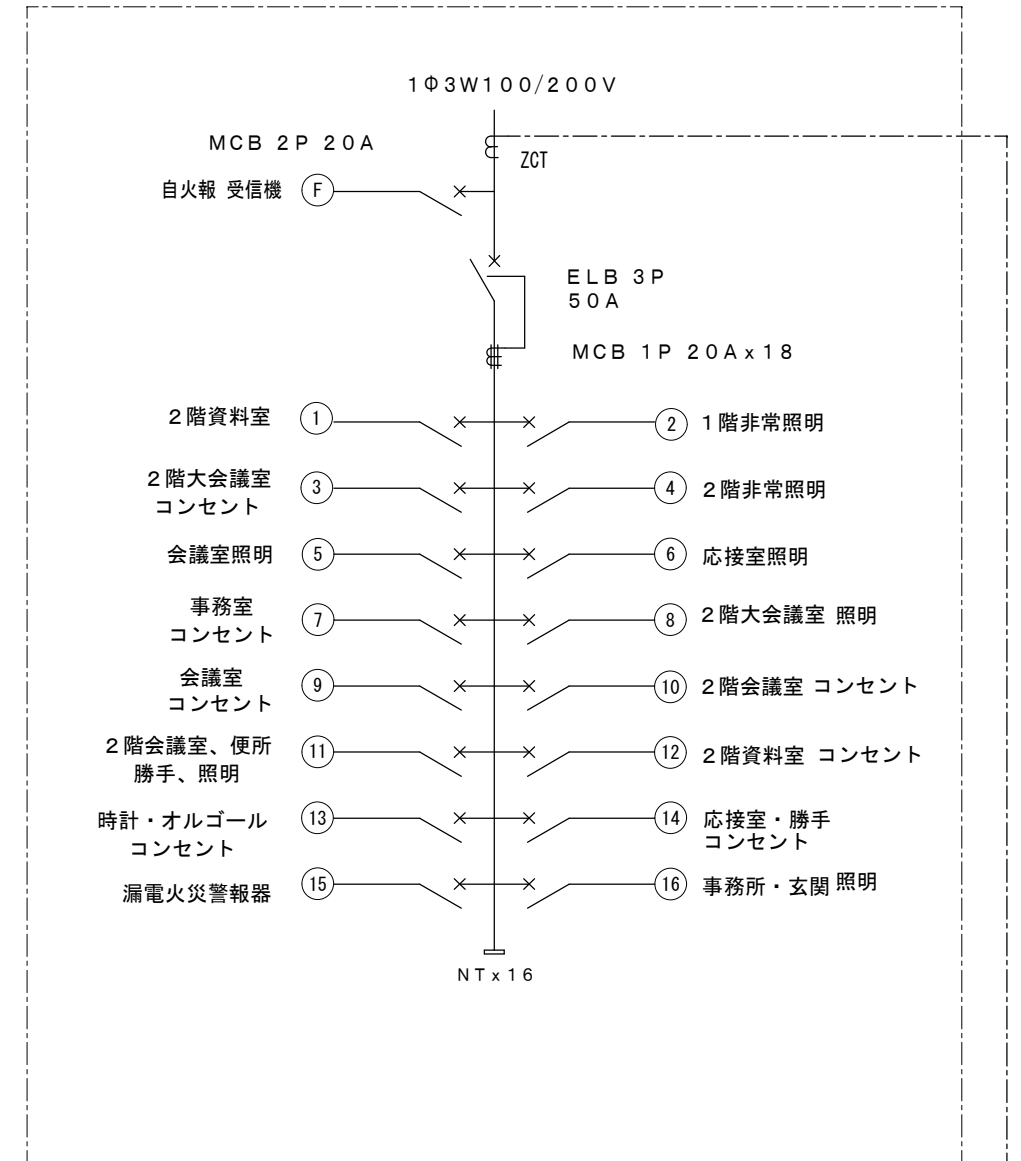 1Φ3W100/200V
MCB 2P 20A
ZCT
自火報 受信機 F
ELB 3P
50A
MCB 1P 20Ax18
2階資料室 1
2 1階非常照明
2階大会議室
コンセント
3
4 2階非常照明
会議室照明 5
6 応接室照明
事務室
コンセント
7
8 2階大会議室 照明
会議室
コンセント
9
10 2階会議室 コンセント
2階会議室、便所
勝手、照明
11
12 2階資料室 コンセント
時計・オルゴール
コンセント
13
14 応接室・勝手
コンセント
漏電火災警報器 15
16 事務所・玄関 照明
NTx16